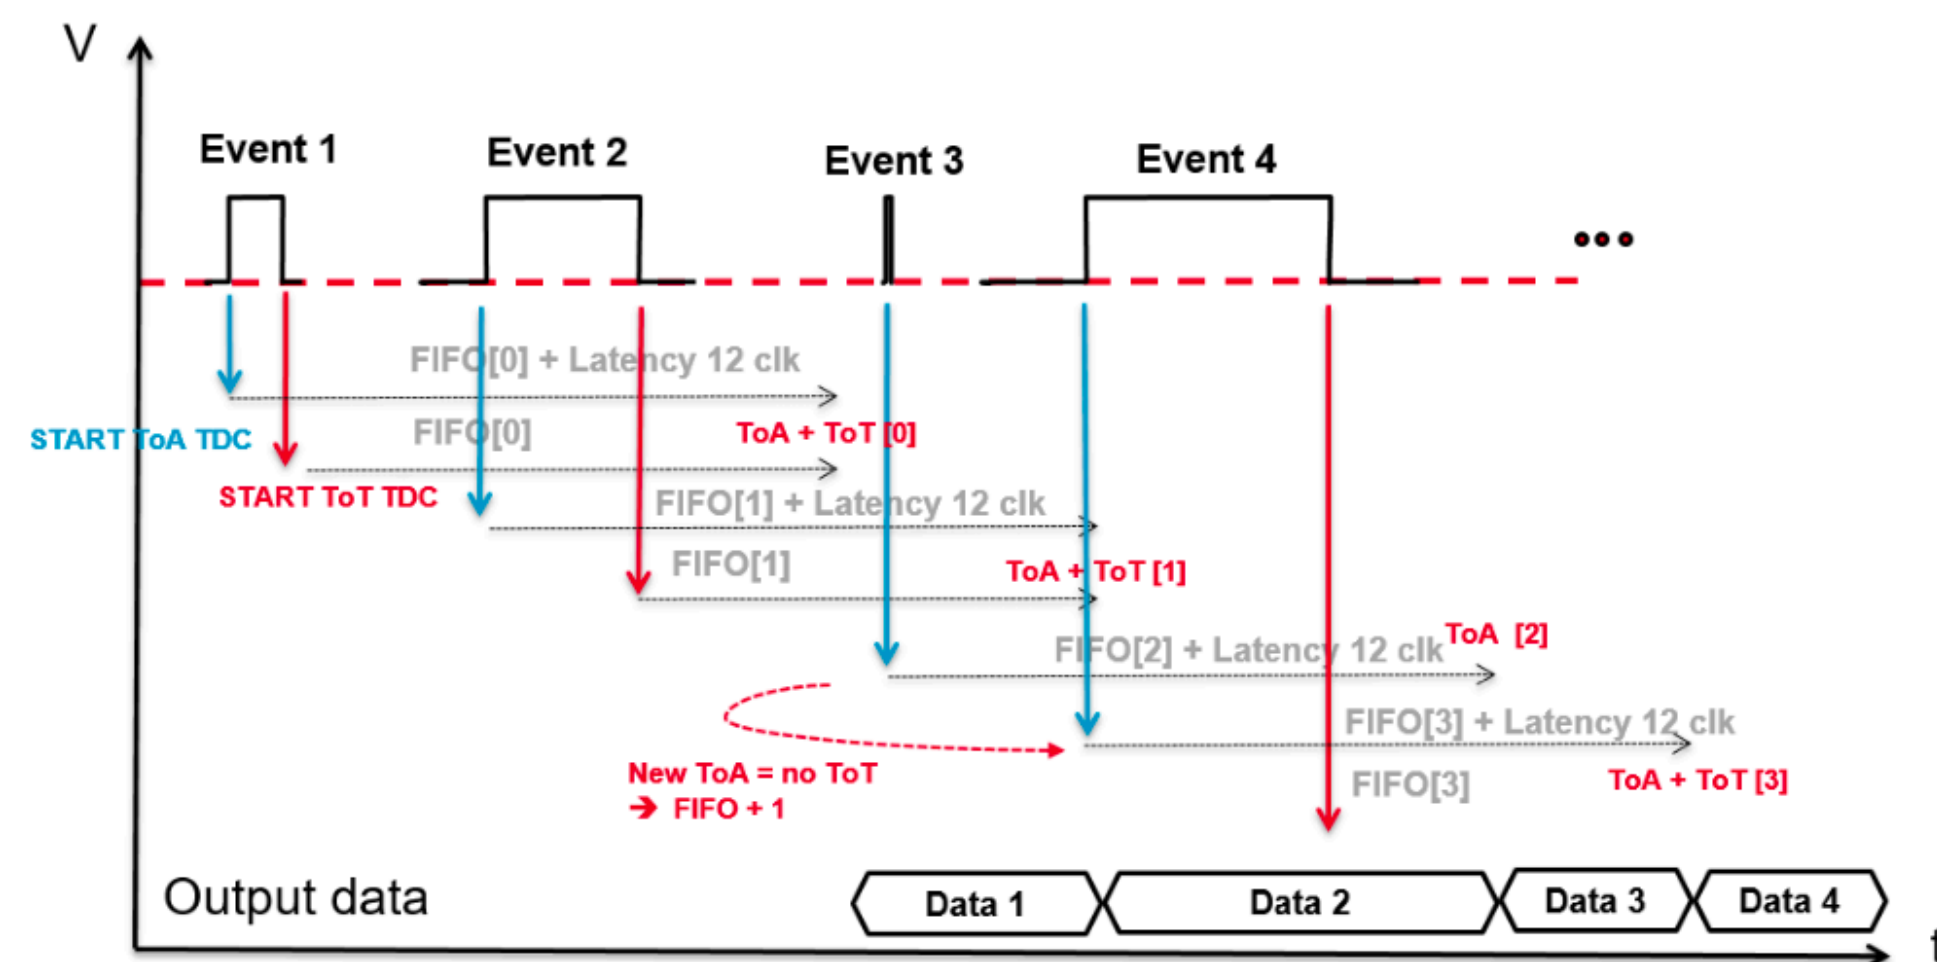 V
Event 1
Event 2
Event 3
Event 4
FIFO[0] + Latency 12 clk
START ToA TDC
FIFO[0]
ToA + ToT [0]
START ToT TDC
FIFO[1] + Latency 12 clk
FIFO[1]
ToA + ToT [1]
FIFO[2] + Latency 12 clk
ToA [2]
FIFO[3] + Latency 12 clk
New ToA = no ToT
➔ FIFO + 1
FIFO[3]
ToA + ToT [3]
Output data
Data 1
Data 2
Data 3
Data 4
t